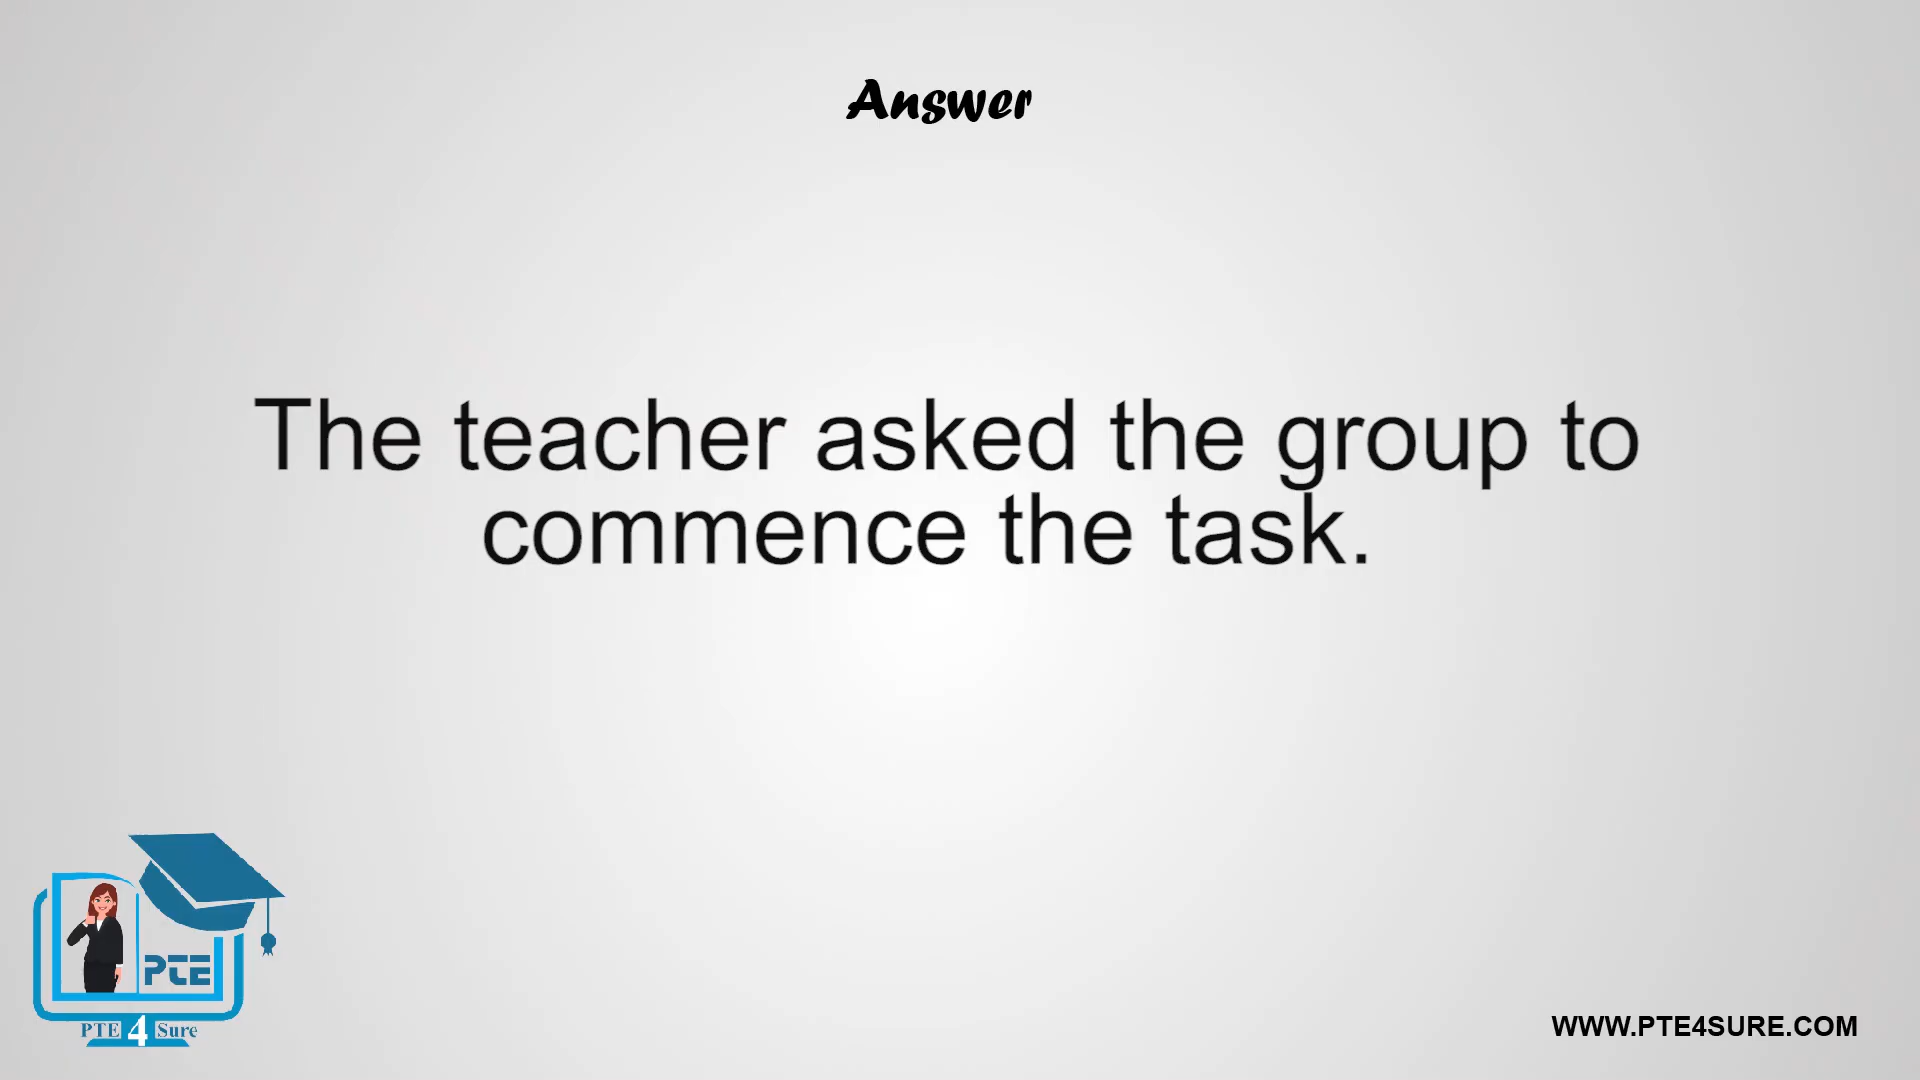 Answer
The teacher asked the group to
commence the task.
PTE
PTE 4 Sure
WWW.PTE4SURE.COM